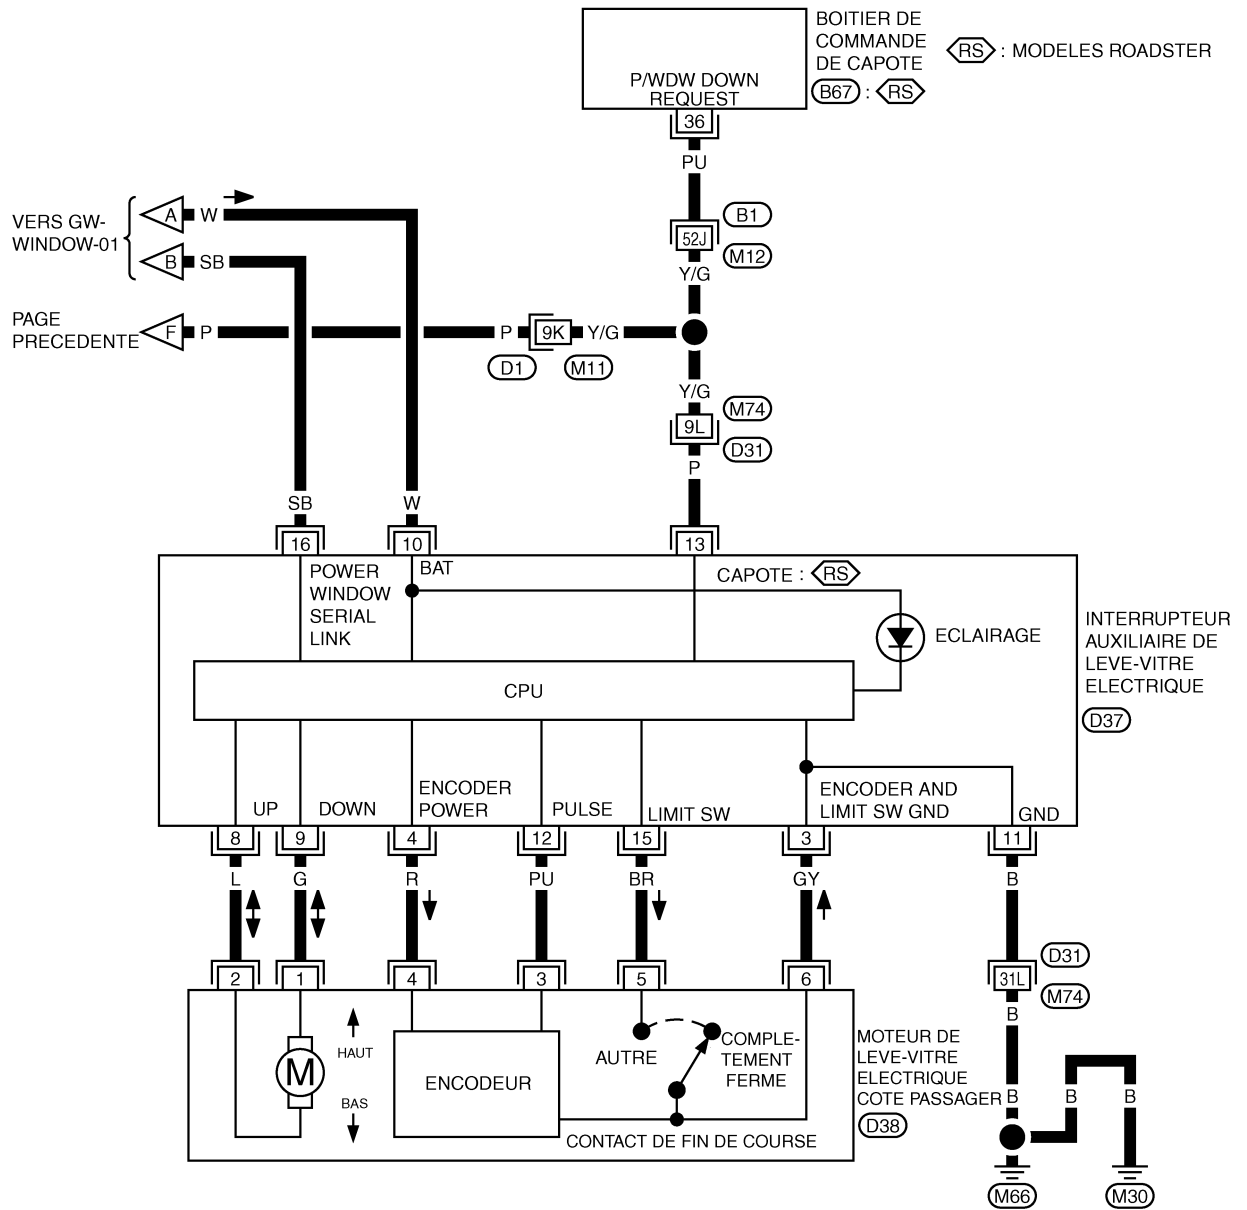 BOITIER DE
COMMANDE
DE CAPOTE
B67 : RS
RS : MODELES ROADSTER
P/WDW DOWN
REQUEST
36
PU
B1
52J
M12
Y/G
VERS GW-
WINDOW-01
A W
B SB
PAGE
PRECEDENTE
F P
P 9K Y/G
D1 M11
Y/G
M74
9L
D31
P
SB W
16 10 13
POWER
WINDOW
SERIAL
LINK
BAT
CAPOTE : RS
ECLAIRAGE
INTERRUPTEUR
AUXILIAIRE DE
LEVE-VITRE
ELECTRIQUE
D37
CPU
UP
DOWN
ENCODER
POWER
PULSE
LIMIT SW
ENCODER AND
LIMIT SW GND
GND
8 9 4 12 15 3 11
L G R PU BR GY B
D31
31L
M74
2 1 4 3 5 6
B
M
HAUT
BAS
ENCODEUR
AUTRE
COMPLE-
TEMENT
FERME
CONTACT DE FIN DE COURSE
MOTEUR DE
LEVE-VITRE
ELECTRIQUE
COTE PASSAGER
D38
B B B
M66 M30